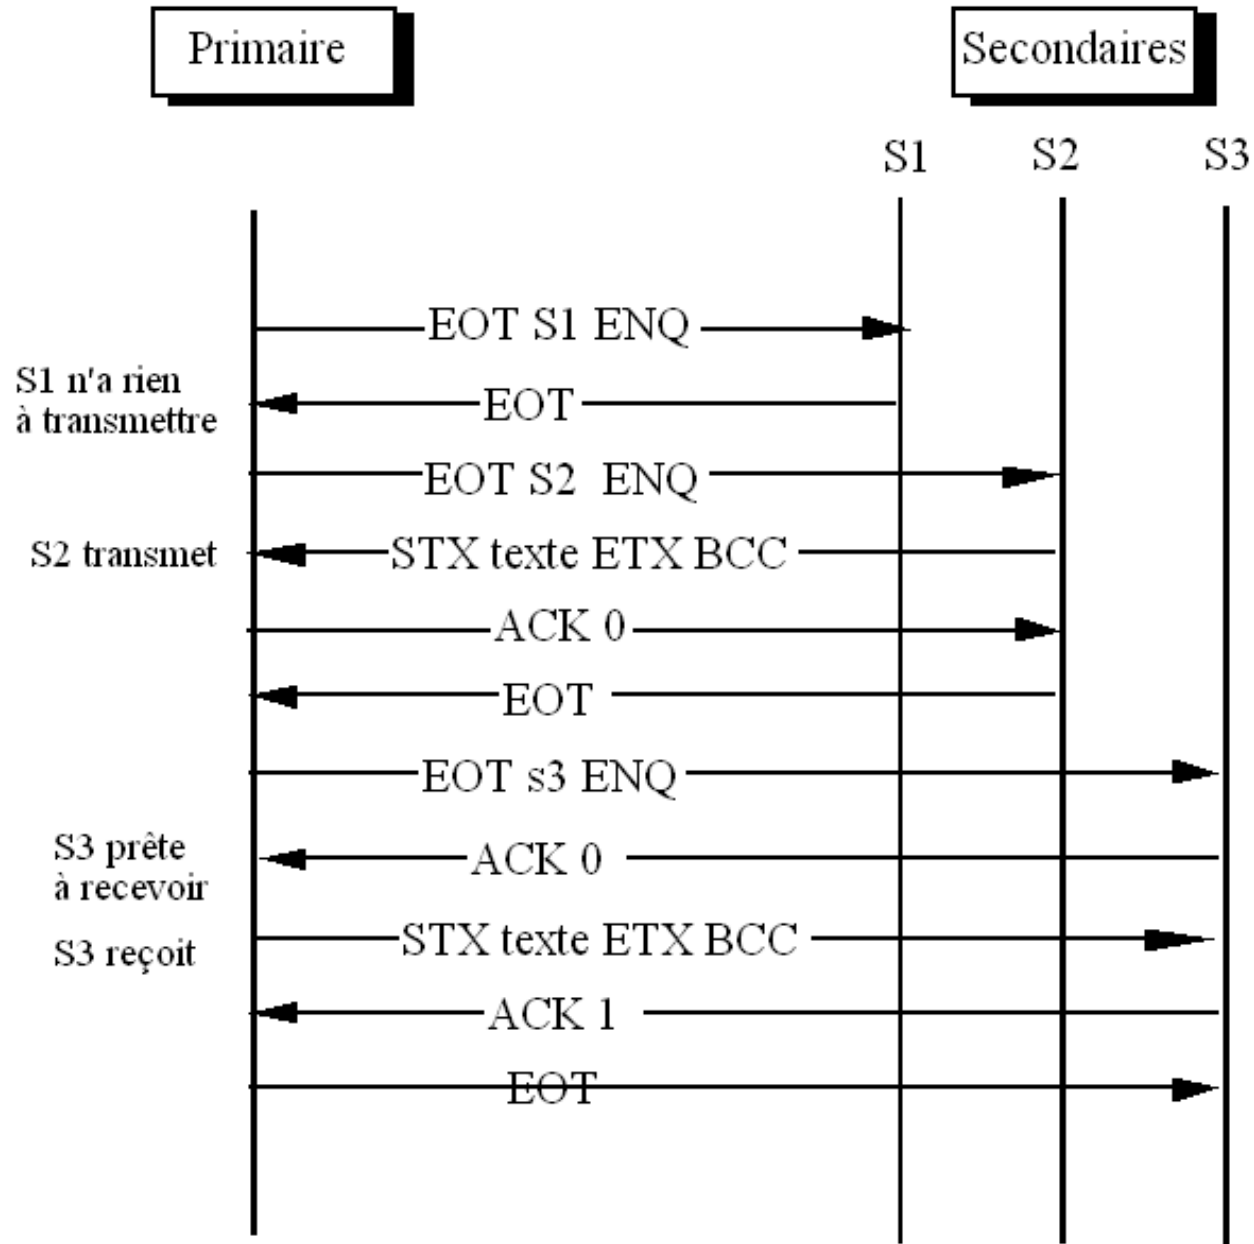 Primaire
Secondaires
S1
S2
S3
EOT S1 ENQ
S1 n'a rien
à transmettre
EOT
EOT S2 ENQ
S2 transmet
STX texte ETX BCC
ACK 0
EOT
EOT s3 ENQ
S3 prête
à recevoir
ACK 0
S3 reçoit
STX texte ETX BCC
ACK 1
EOT